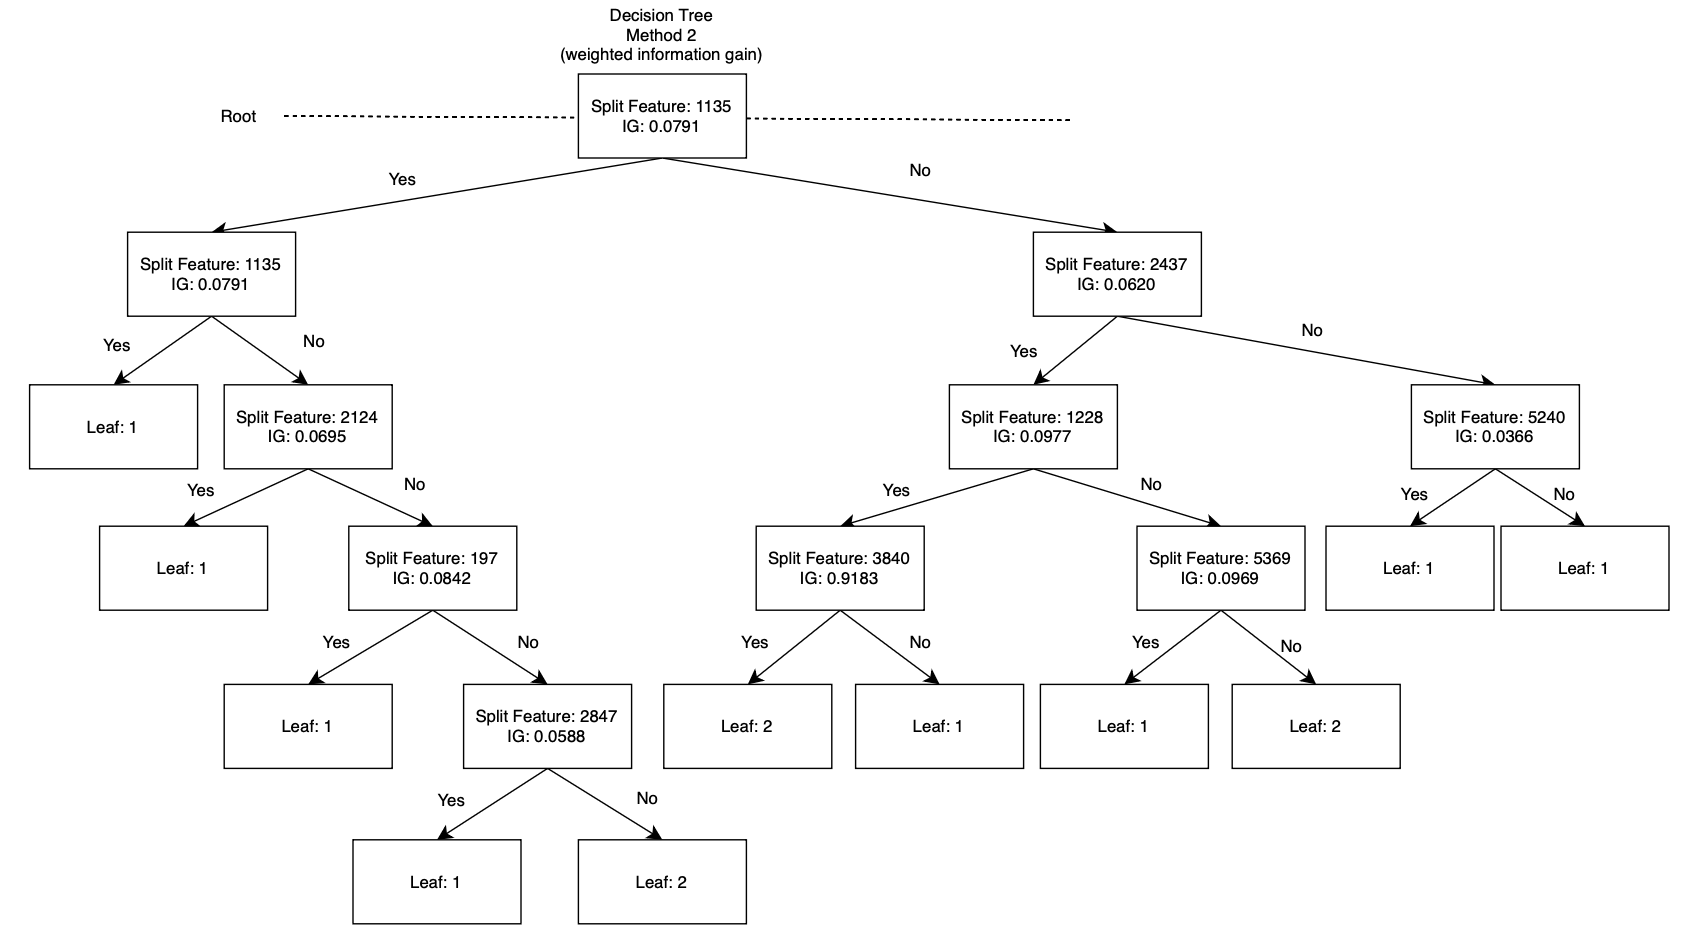 Decision Tree
Method 2
(weighted information gain)
Root
Split Feature: 1135
IG: 0.0791
Yes
No
Split Feature: 1135
IG: 0.0791
Split Feature: 2437
IG: 0.0620
Yes
No
Yes
No
Leaf: 1
Split Feature: 2124
IG: 0.0695
Split Feature: 1228
IG: 0.0977
Split Feature: 5240
IG: 0.0366
Yes
No
Yes
No
Yes
No
Leaf: 1
Split Feature: 197
IG: 0.0842
Split Feature: 3840
IG: 0.9183
Split Feature: 5369
IG: 0.0969
Leaf: 1
Leaf: 1
Yes
No
Yes
No
Yes
No
Leaf: 1
Split Feature: 2847
IG: 0.0588
Leaf: 2
Leaf: 1
Leaf: 1
Leaf: 2
Yes
No
Leaf: 1
Leaf: 2